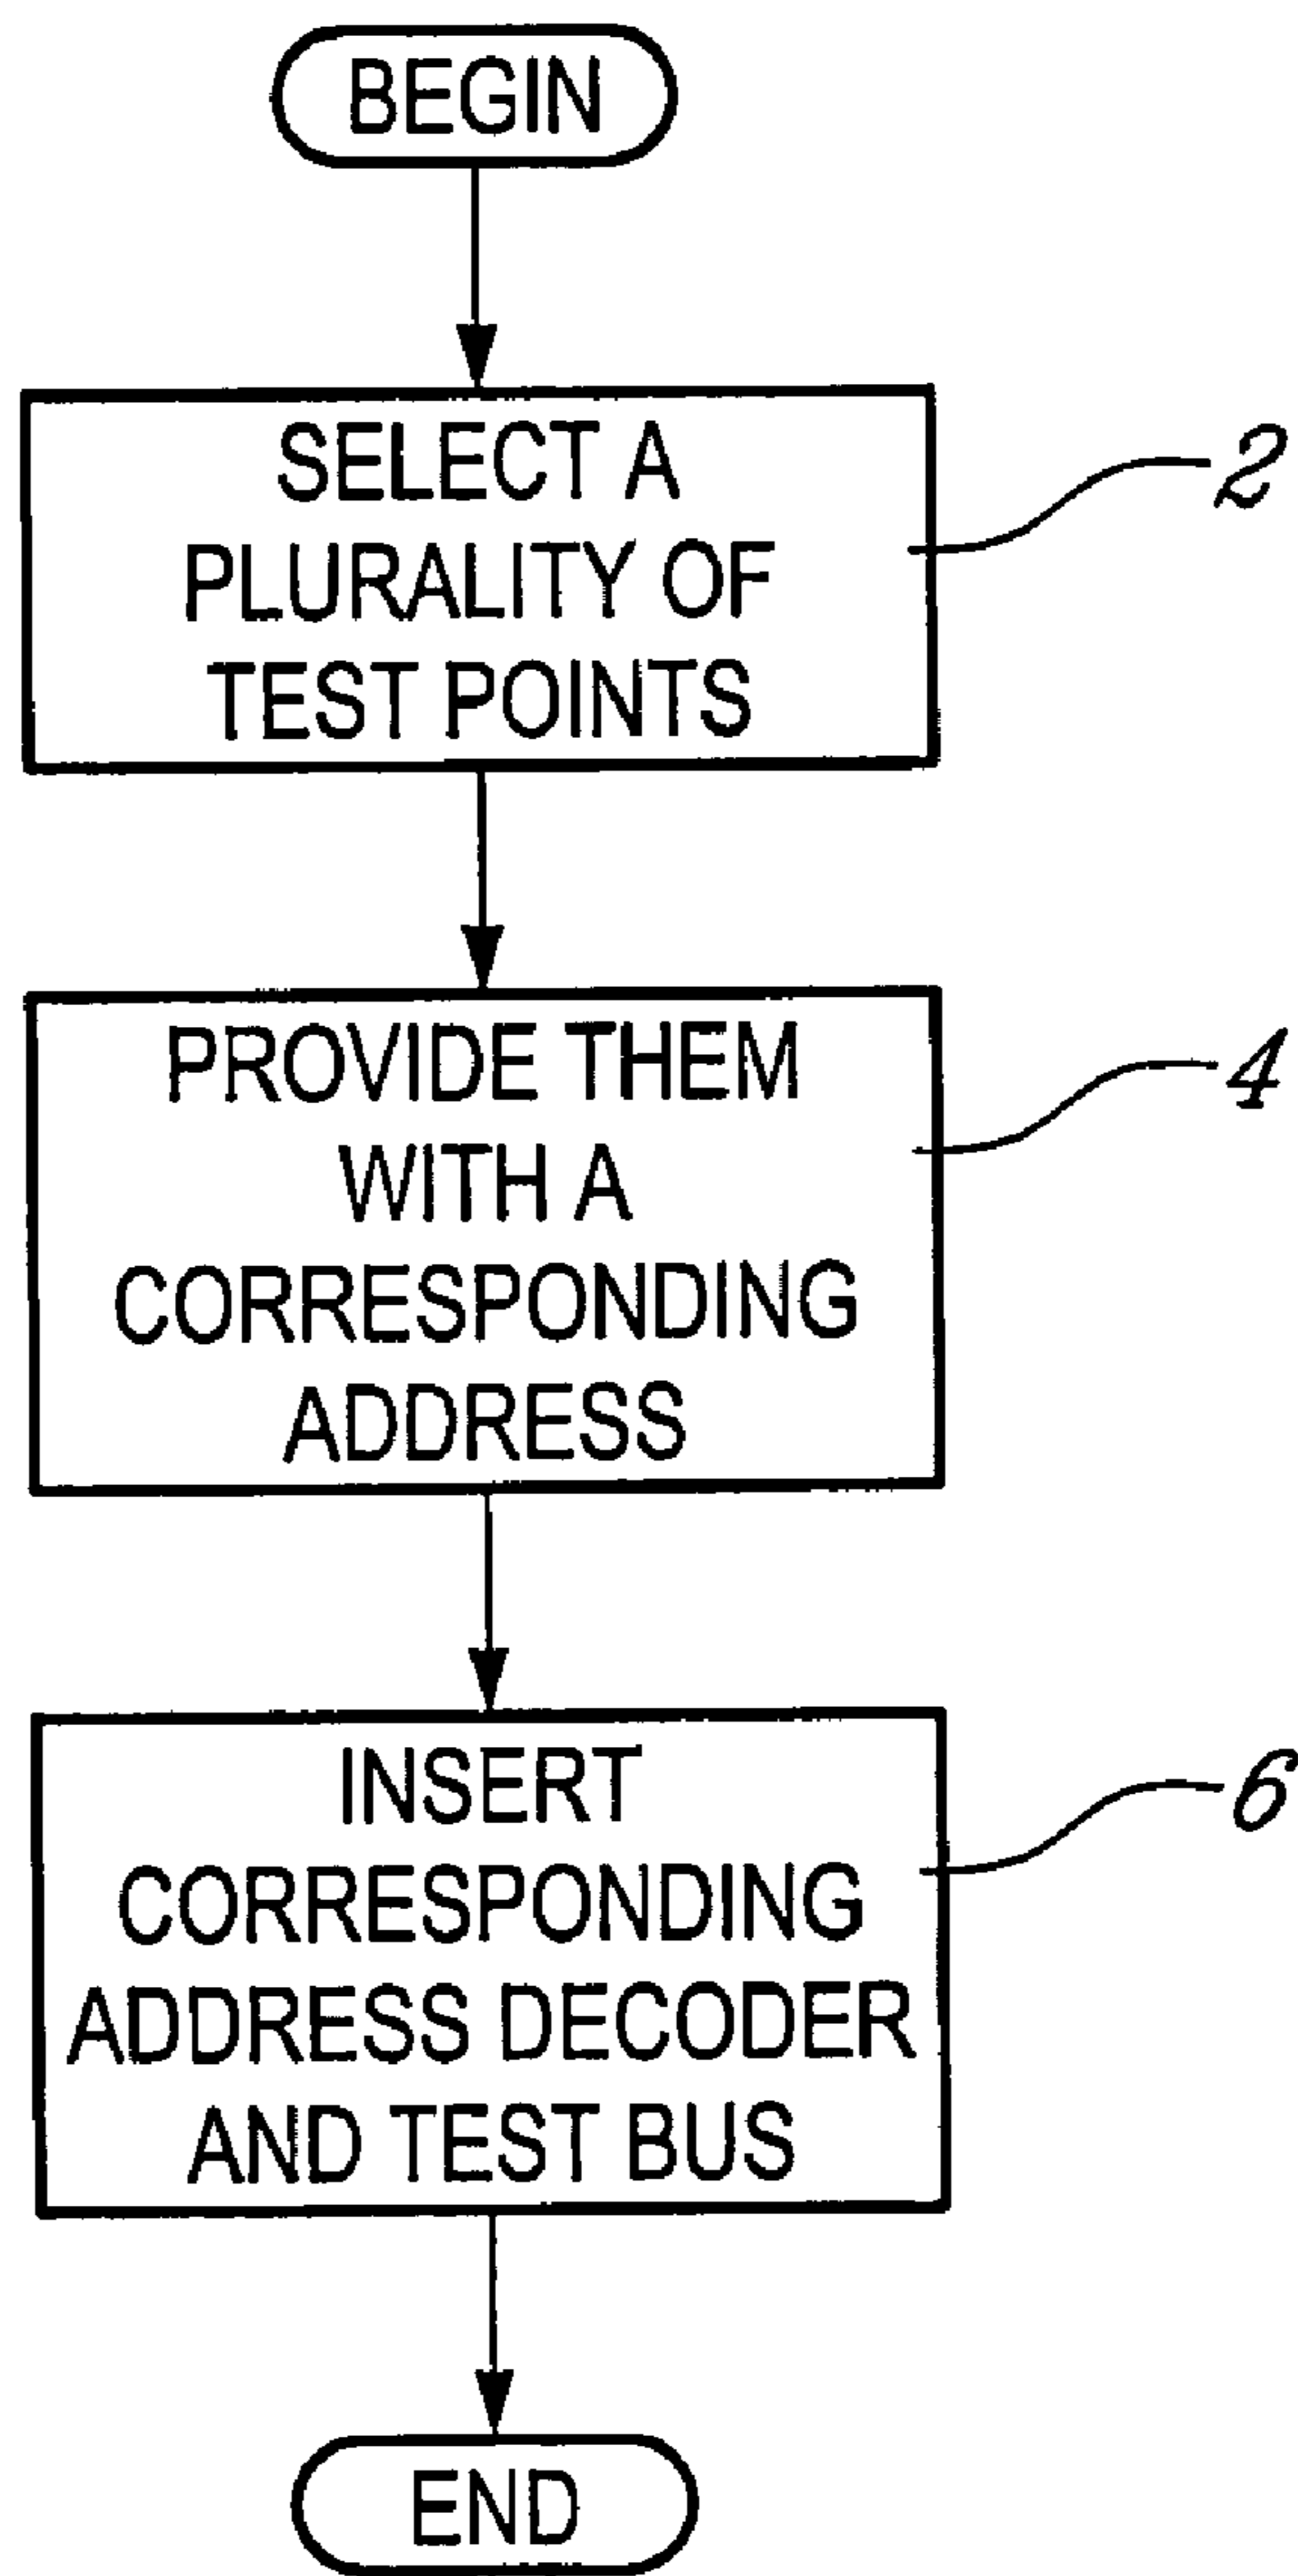 BEGIN
SELECT A
PLURALITY OF
TEST POINTS
2
PROVIDE THEM
WITH A
CORRESPONDING
ADDRESS
4
INSERT
CORRESPONDING
ADDRESS DECODER
AND TEST BUS
6
END